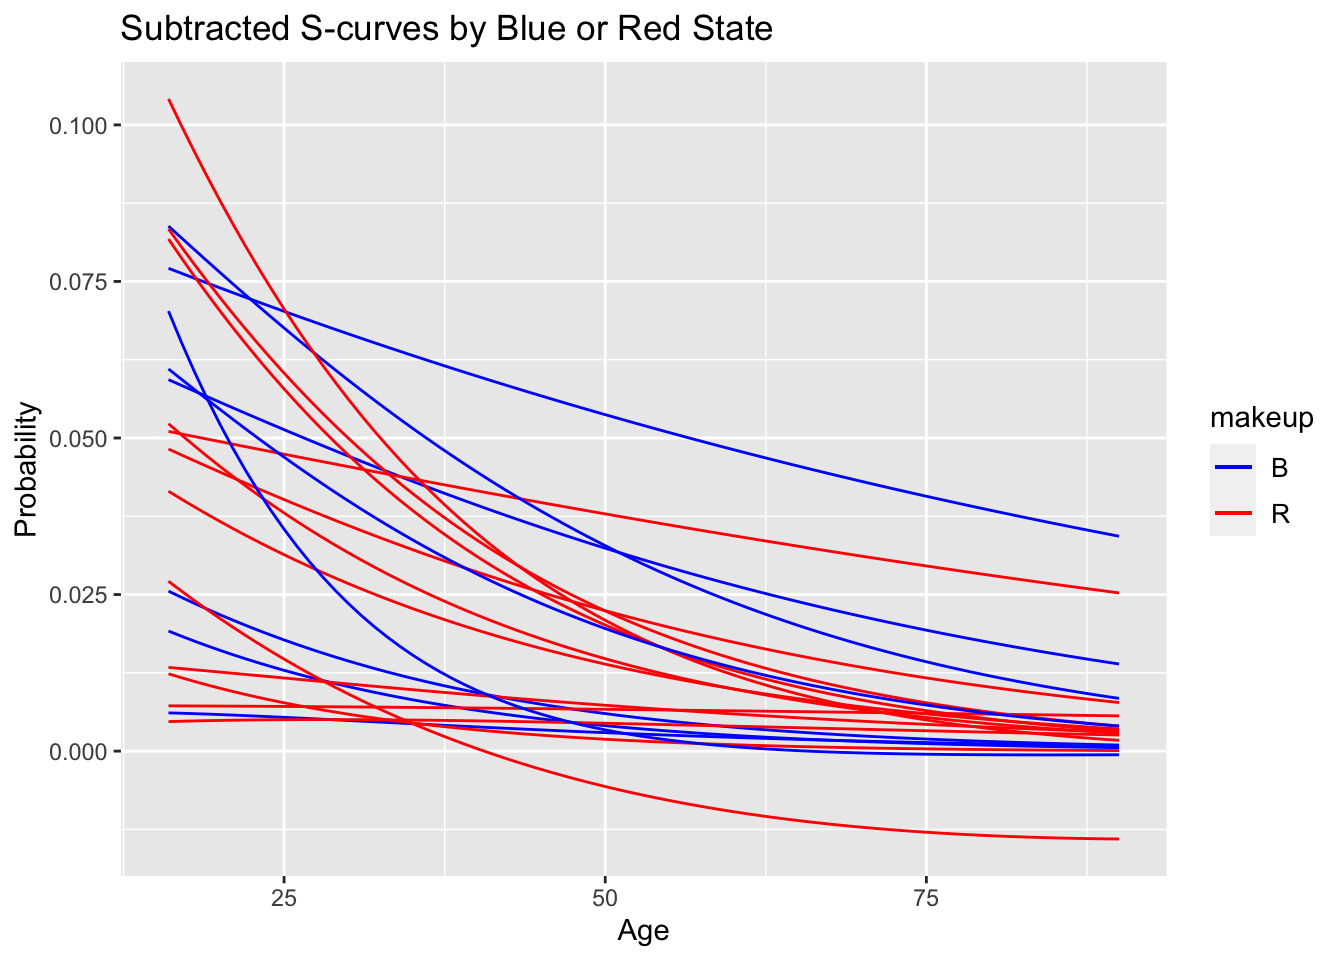 Subtracted S-curves by Blue or Red State
0.100
0.075
0.050
0.025
0.000
Probability
25 50 75
Age
makeup
B
R